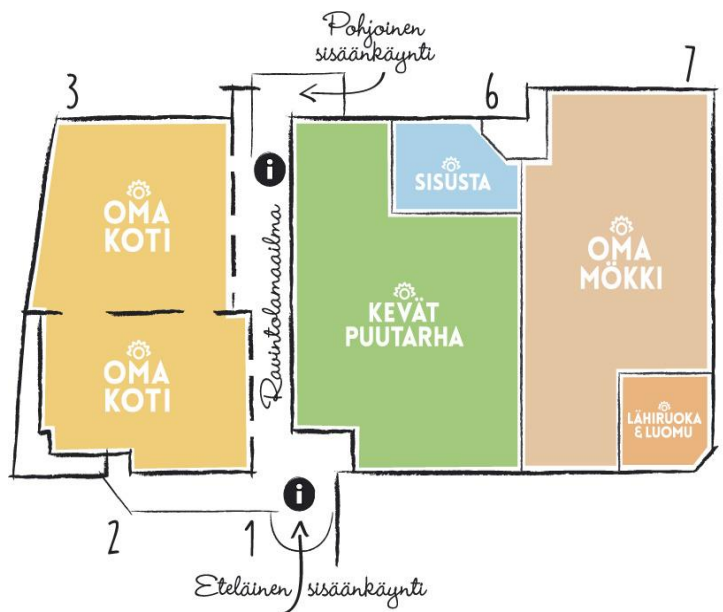 Pohjoinen
sisäänkäynti
3
6
7
i
SISUSTA
OMA
KOTI
OMA
MÖKKI
Ravintolamaailma
KEVÄT
PUUTARHA
OMA
KOTI
LÄHIRUOKA
& LUOMU
i
2
1
Eteläinen sisäänkäynti